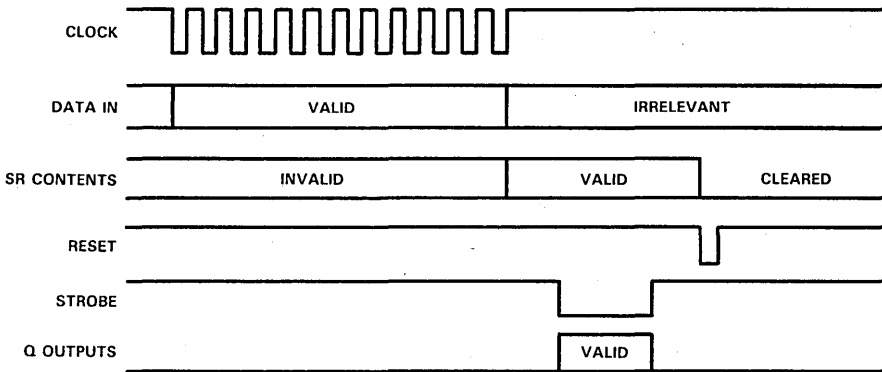 CLOCK
DATA IN VALID IRRELEVANT
SR CONTENTS INVALID VALID CLEARED
RESET
STROBE
Q OUTPUTS VALID